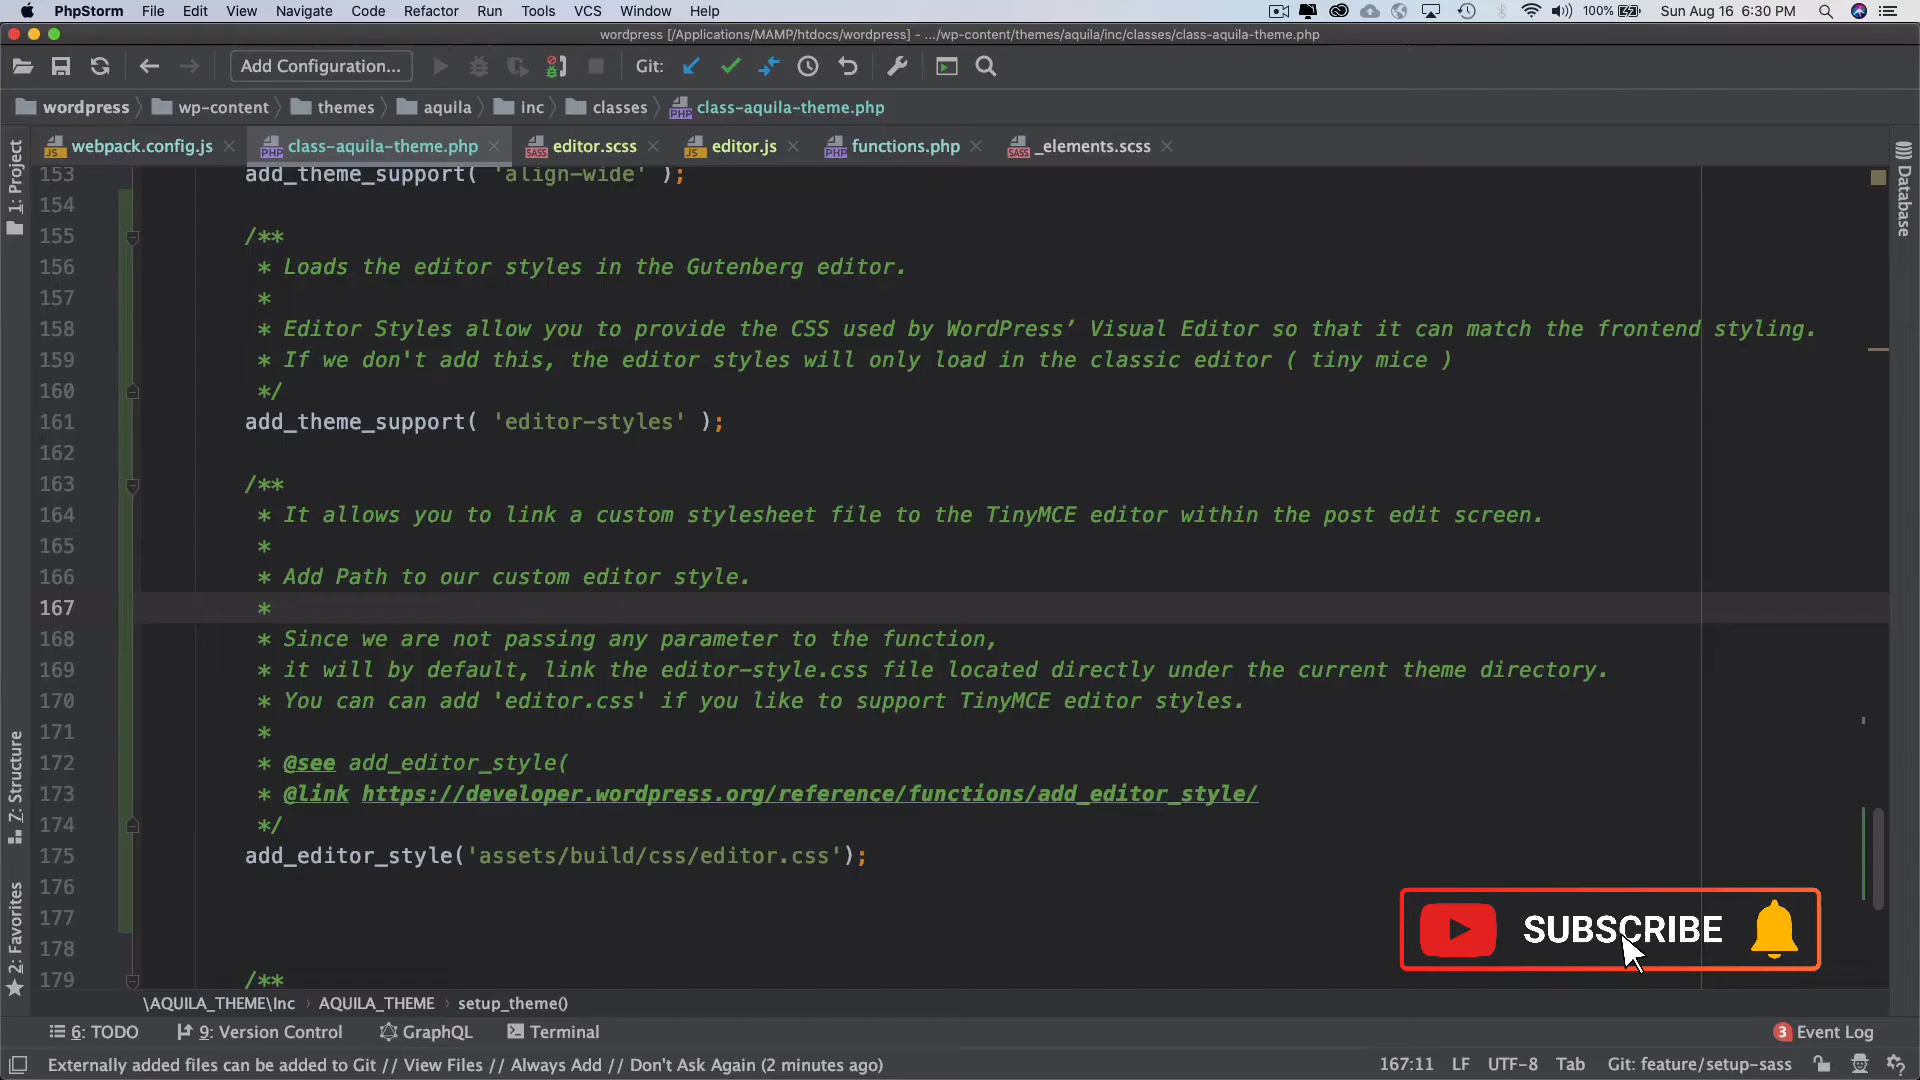 PhpStorm File Edit View Navigate Code Refactor Run Tools VCS Window Help 100% Sun Aug 16 6:30 PM
wordpress [/Applications/MAMP/htdocs/wordpress] - .../wp-content/themes/aquila/inc/classes/class-aquila-theme.php
Add Configuration... Git:
wordpress wp-content themes aquila inc classes class-aquila-theme.php
webpack.config.js class-aquila-theme.php editor.scss editor.js functions.php _elements.scss
1: Project
Database
153 add_theme_support( 'align-wide' );
154
155 /**
156 * Loads the editor styles in the Gutenberg editor.
157 *
158 * Editor Styles allow you to provide the CSS used by WordPress’ Visual Editor so that it can match the frontend styling.
159 * If we don't add this, the editor styles will only load in the classic editor ( tiny mice )
160 */
161 add_theme_support( 'editor-styles' );
162
163 /**
164 * It allows you to link a custom stylesheet file to the TinyMCE editor within the post edit screen.
165 *
166 * Add Path to our custom editor style.
167 *
168 * Since we are not passing any parameter to the function,
169 * it will by default, link the editor-style.css file located directly under the current theme directory.
170 * You can can add 'editor.css' if you like to support TinyMCE editor styles.
171 *
172 * @see add_editor_style(
173 * @link https://developer.wordpress.org/reference/functions/add_editor_style/
174 */
175 add_editor_style('assets/build/css/editor.css');
176
177
178
179 /**
Z: Structure
2: Favorites
SUBSCRIBE
\AQUILA_THEME\Inc AQUILA_THEME setup_theme()
6: TODO 9: Version Control GraphQL Terminal 3 Event Log
Externally added files can be added to Git // View Files // Always Add // Don't Ask Again (2 minutes ago) 167:11 LF UTF-8 Tab Git: feature/setup-sass